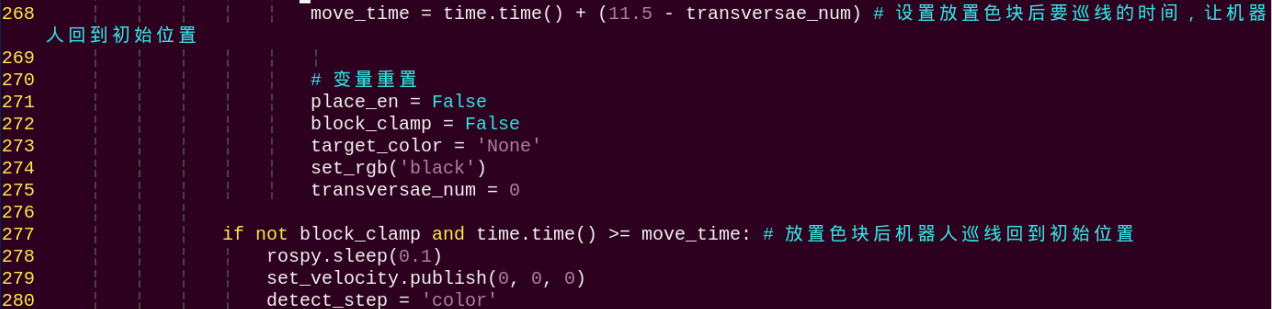 268                         move_time = time.time() + (11.5 - transversae_num) # 设置放置色块后要巡线的时间，让机器
人回到初始位置
269
270                         # 变量重置
271                         place_en = False
272                         block_clamp = False
273                         target_color = 'None'
274                         set_rgb('black')
275                         transversae_num = 0
276
277                 if not block_clamp and time.time() >= move_time: # 放置色块后机器人巡线回到初始位置
278                     rospy.sleep(0.1)
279                     set_velocity.publish(0, 0, 0)
280                     detect_step = 'color'